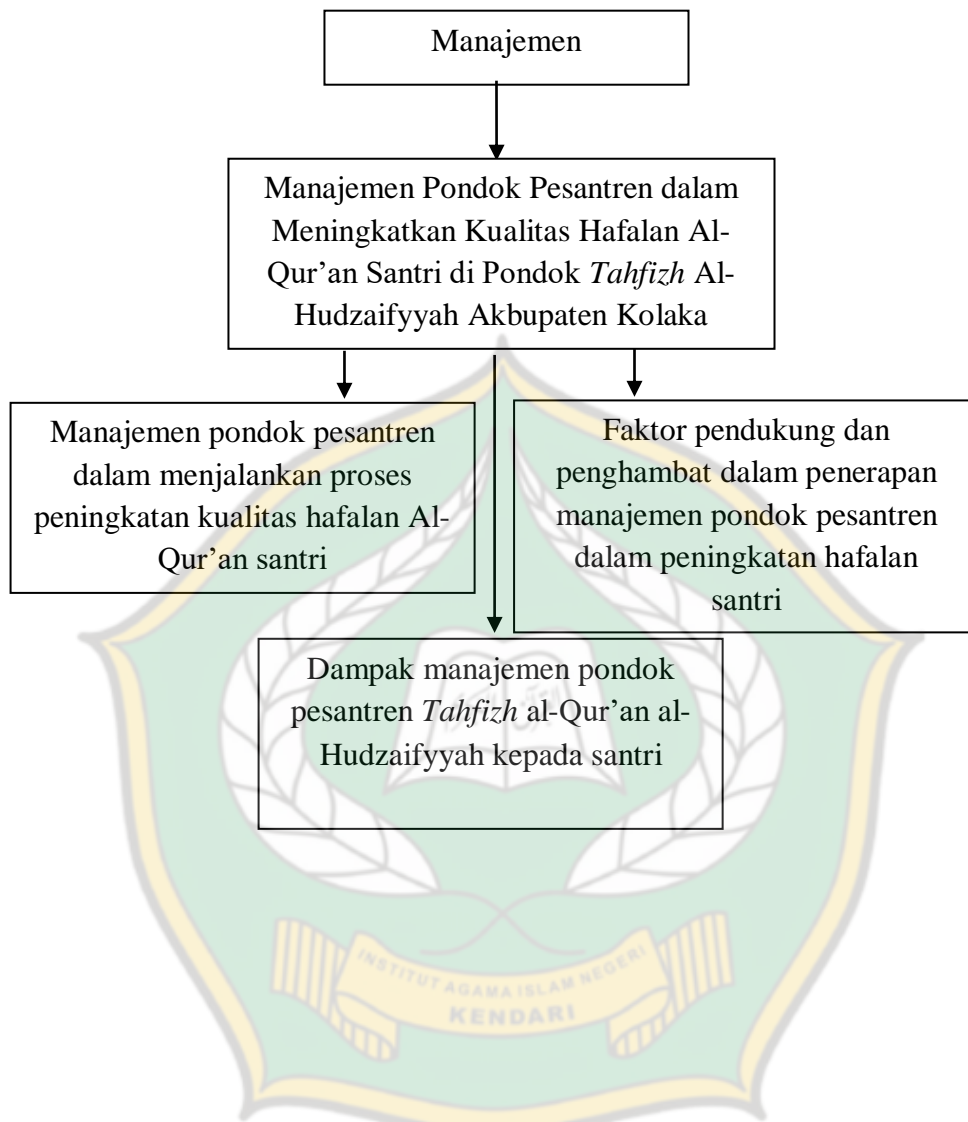 Manajemen
Manajemen Pondok Pesantren dalam
Meningkatkan Kualitas Hafalan Al-
Qur’an Santri di Pondok Tahfizh Al-
Hudzaifyyah Akbupaten Kolaka
Manajemen pondok pesantren
dalam menjalankan proses
peningkatan kualitas hafalan Al-
Qur’an santri
Faktor pendukung dan
penghambat dalam penerapan
manajemen pondok pesantren
dalam peningkatan hafalan
santri
Dampak manajemen pondok
pesantren Tahfizh al-Qur’an al-
Hudzaifyyah kepada santri
INSTITUT AGAMA ISLAM NEGERI
KENDARI